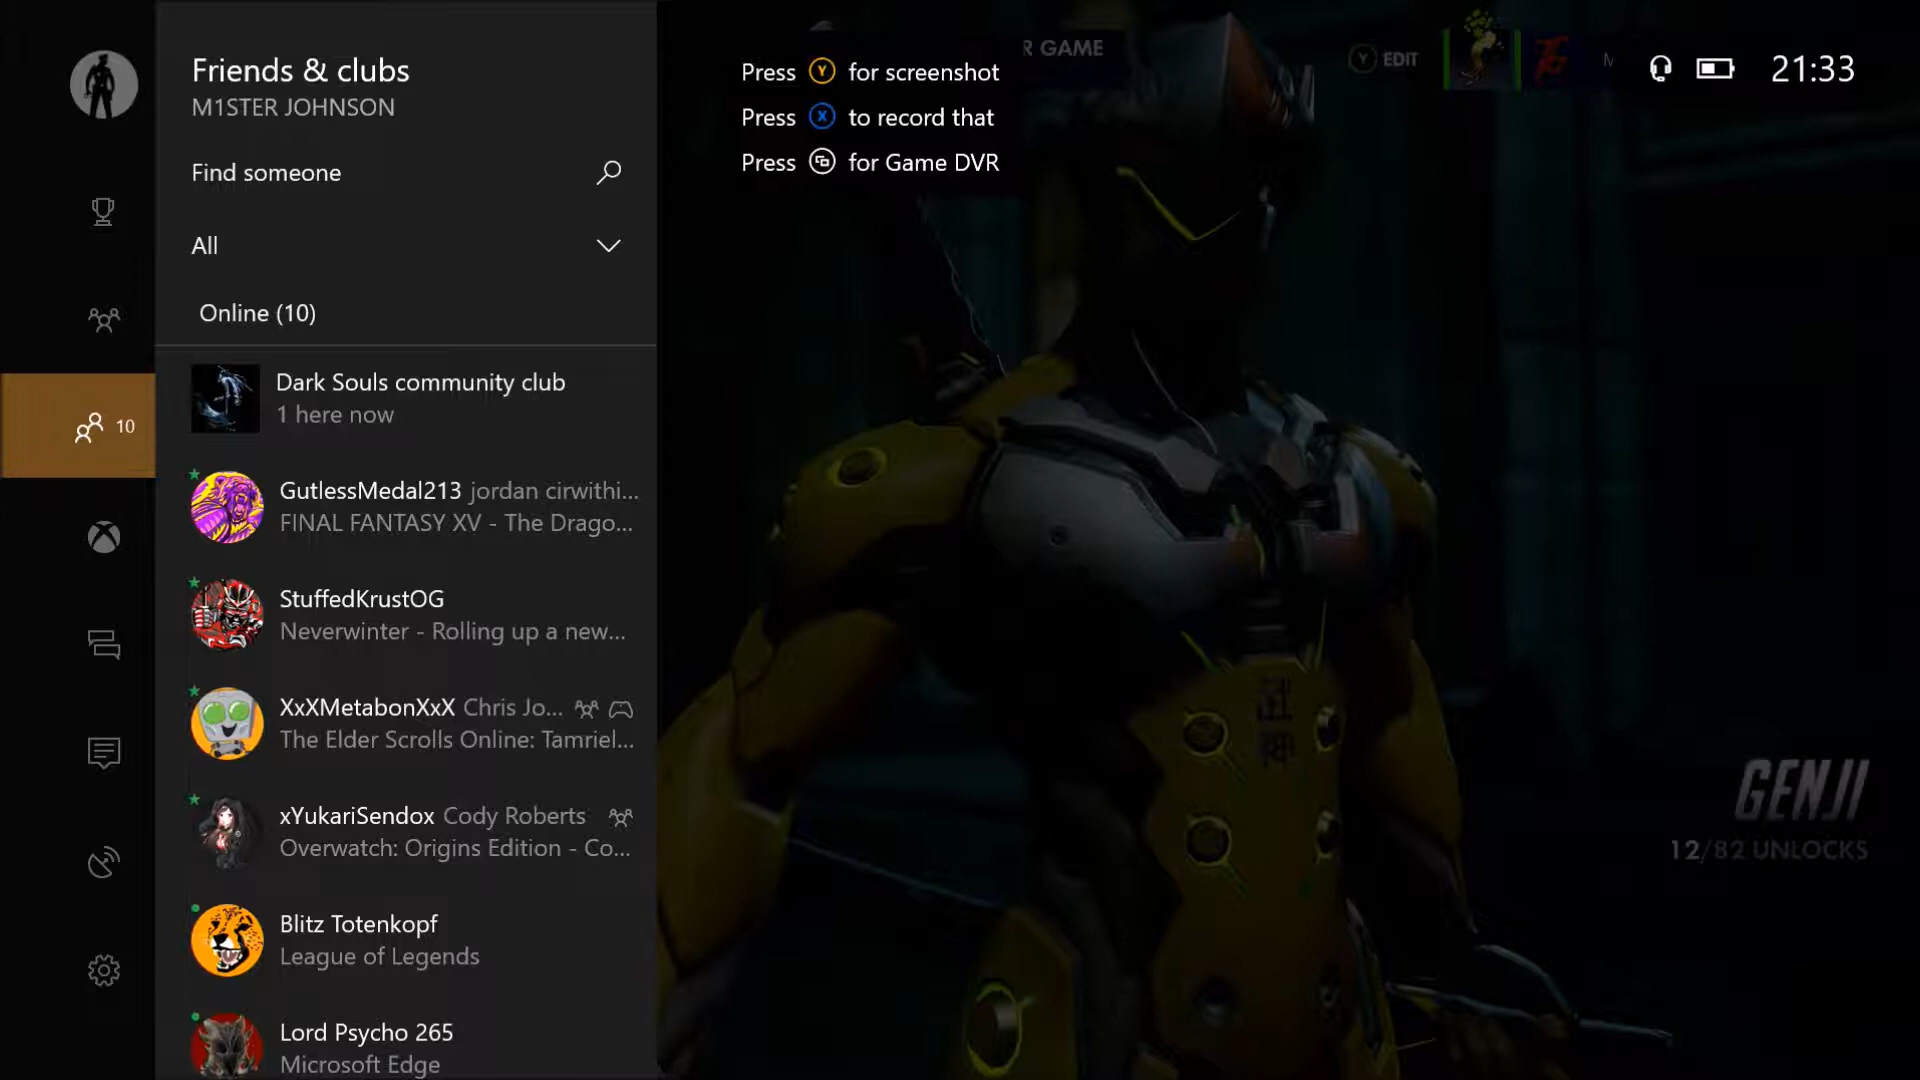 Friends & clubs
M1STER JOHNSON
Find someone
All
Online (10)
10
Dark Souls community club
1 here now
GutlessMedal213 jordan cirwithi...
FINAL FANTASY XV - The Drago...
StuffedKrustOG
Neverwinter - Rolling up a new...
XxXMetabonXxX Chris Jo...
The Elder Scrolls Online: Tamriel...
xYukariSendox Cody Roberts
Overwatch: Origins Edition - Co...
Blitz Totenkopf
League of Legends
Lord Psycho 265
Microsoft Edge
Press Y for screenshot
Press X to record that
Press for Game DVR
R GAME
Y EDIT
M
21:33
GENJI
12/82 UNLOCKS